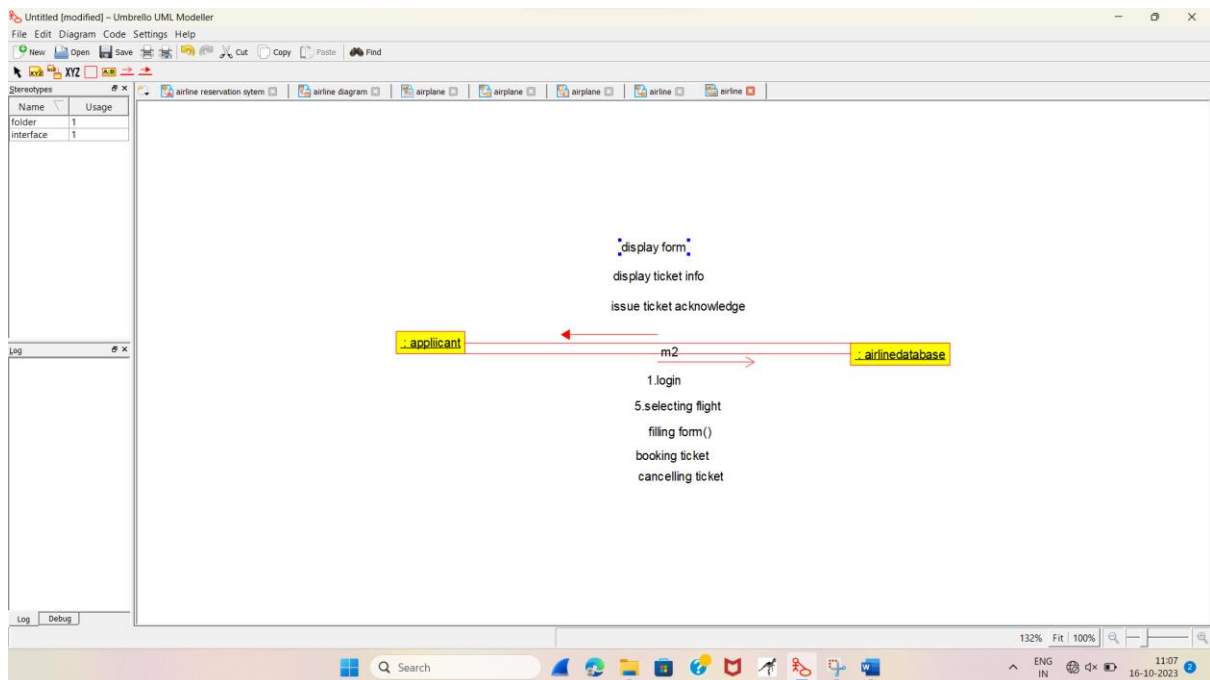 Untitled [modified] – Umbrello UML Modeller
File Edit Diagram Code Settings Help
New Open Save Cut Copy Paste Find
XYZ XYZ A:B
Stereotypes
airline reservation sytem airline diagram airplane airplane airplane airline airline
Name Usage
folder 1
interface 1
display form
display ticket info
issue ticket acknowledge
: appliicant
Log
m2
: airlinedatabase
1.login
5.selecting flight
filling form()
booking ticket
cancelling ticket
Log Debug
132% Fit 100%
Search
ENG
IN
11:07
16-10-2023
2